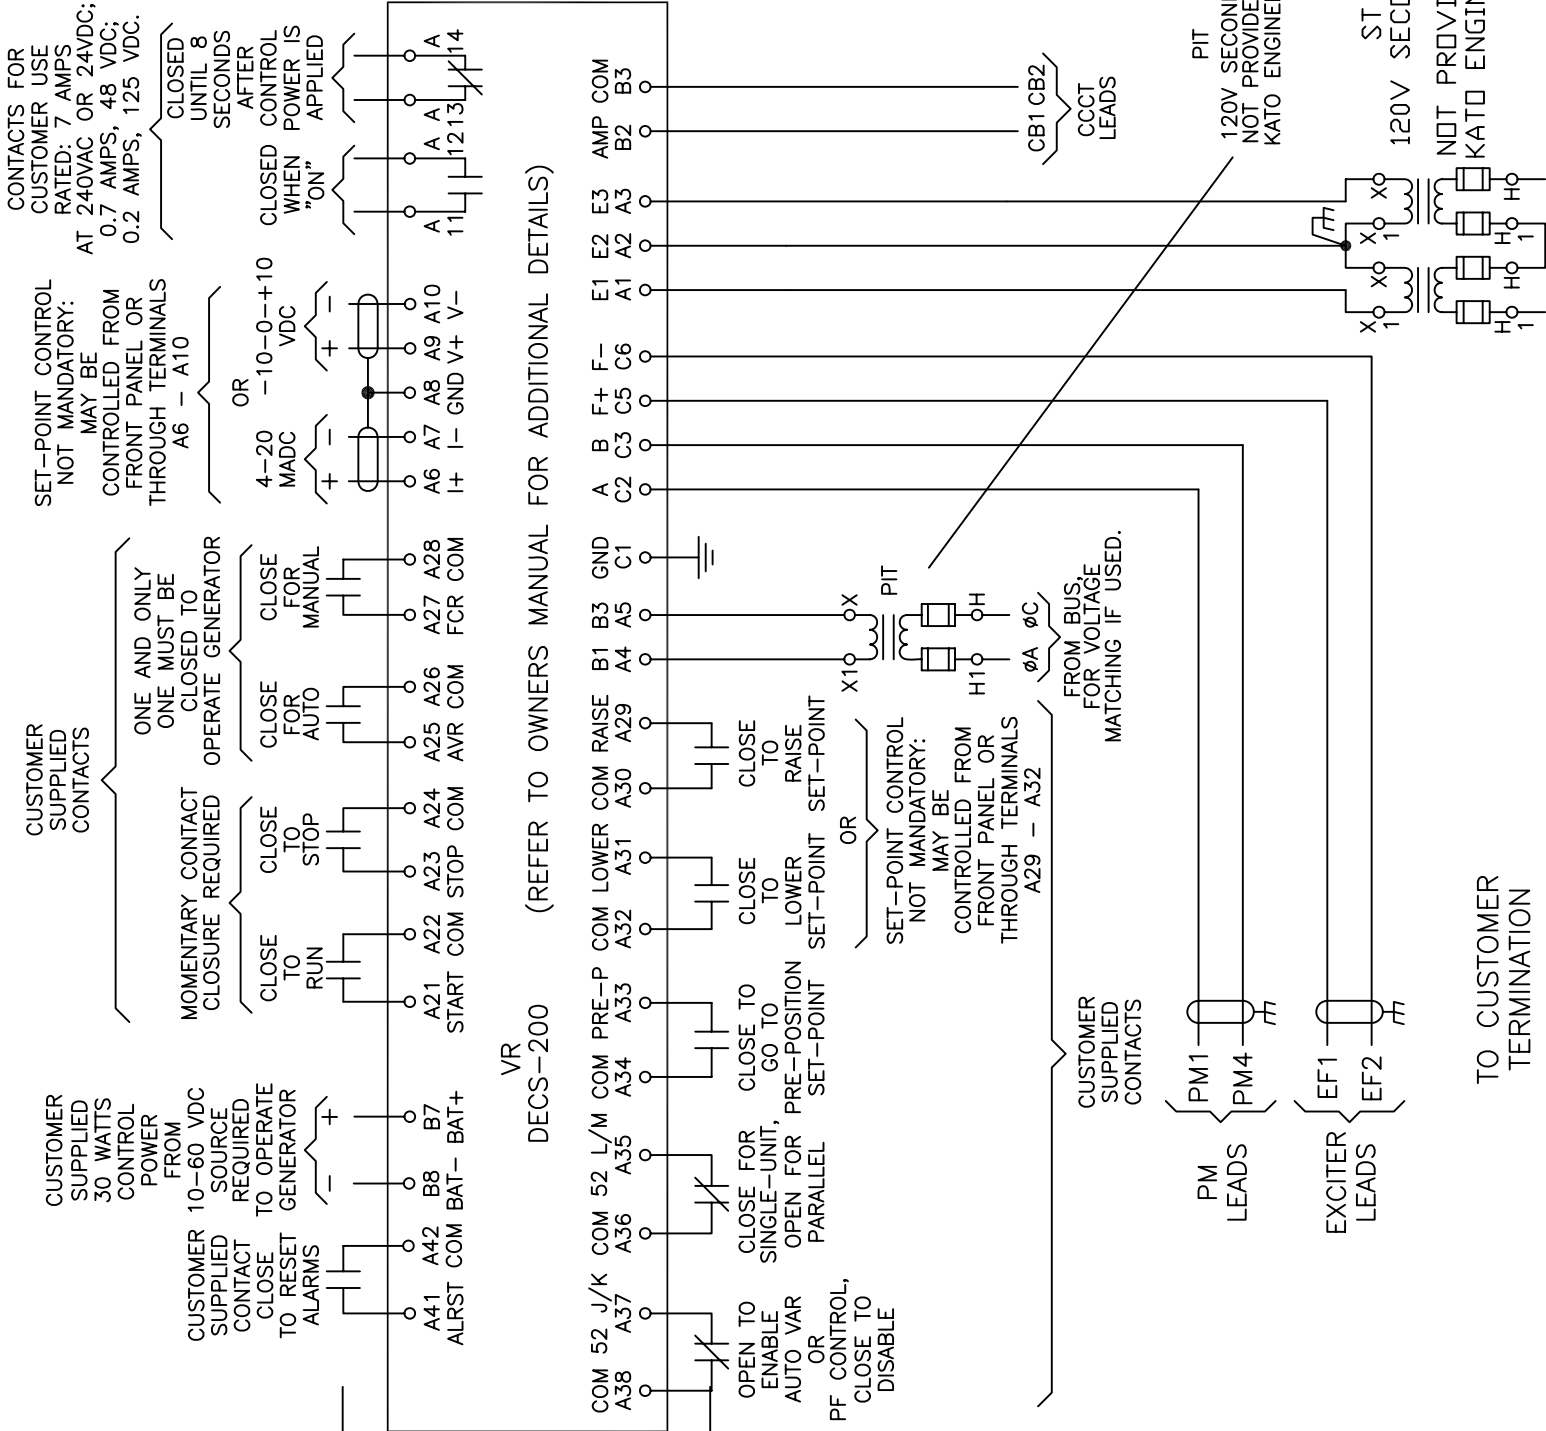 CUSTOMER
SUPPLIED
CONTACT
CLOSE
TO RESET
ALARMS
CUSTOMER
SUPPLIED
30 WATTS
CONTROL
POWER
FROM
10-60 VDC
SOURCE
REQUIRED
TO OPERATE
GENERATOR
- +
CUSTOMER
SUPPLIED
CONTACTS
MOMENTARY CONTACT
CLOSURE REQUIRED
CLOSE
TO
RUN
CLOSE
TO
STOP
ONE AND ONLY
ONE MUST BE
CLOSED TO
OPERATE GENERATOR
CLOSE
FOR
AUTO
CLOSE
FOR
MANUAL
SET-POINT CONTROL
NOT MANDATORY:
MAY BE
CONTROLLED FROM
FRONT PANEL OR
THROUGH TERMINALS
A6 - A10
OR
4-20
MADC
+ -
-10-0-+10
VDC
+ -
CONTACTS FOR
CUSTOMER USE
RATED: 7 AMPS
AT 240VAC OR 24VDC;
0.7 AMPS, 48 VDC;
0.2 AMPS, 125 VDC.
CLOSED
WHEN
"ON"
CLOSED
UNTIL 8
SECONDS
AFTER
CONTROL
POWER IS
APPLIED
A41 A42 B8 B7 A21 A22 A23 A24 A25 A26 A27 A28 A6 A7 A8 A9 A10 A A A A
ALRST COM BAT- BAT+ START COM STOP COM AVR COM FCR COM I+ I- GND V+ V- 11 12 13 14
VR
DECS-200
(REFER TO OWNERS MANUAL FOR ADDITIONAL DETAILS)
COM 52 J/K COM 52 L/M COM PRE-P COM LOWER COM RAISE B1 B3 GND A B F+ F- E1 E2 E3 AMP COM
A38 A37 A36 A35 A34 A33 A32 A31 A30 A29 A4 A5 C1 C2 C3 C5 C6 A1 A2 A3 B2 B3
OPEN TO
ENABLE
AUTO VAR
OR
PF CONTROL,
CLOSE TO
DISABLE
CLOSE FOR
SINGLE-UNIT,
OPEN FOR
PARALLEL
CLOSE TO
GO TO
PRE-POSITION
SET-POINT
CLOSE
TO
LOWER
SET-POINT
CLOSE
TO
RAISE
SET-POINT
OR
SET-POINT CONTROL
NOT MANDATORY:
MAY BE
CONTROLLED FROM
FRONT PANEL OR
THROUGH TERMINALS
A29 - A32
CUSTOMER
SUPPLIED
CONTACTS
X1 X
PIT
H1 H
øA øC
FROM BUS,
FOR VOLTAGE
MATCHING IF USED.
CB1 CB2
CCCT
LEADS
PIT
120V SECOND
NOT PROVIDE
KATO ENGINE
PM1
PM4
PM
LEADS
EF1
EF2
EXCITER
LEADS
X X X X
1 1
H H H H
1 1
ST
120V SECD
NOT PROVI
KATO ENGIN
TO CUSTOMER
TERMINATION